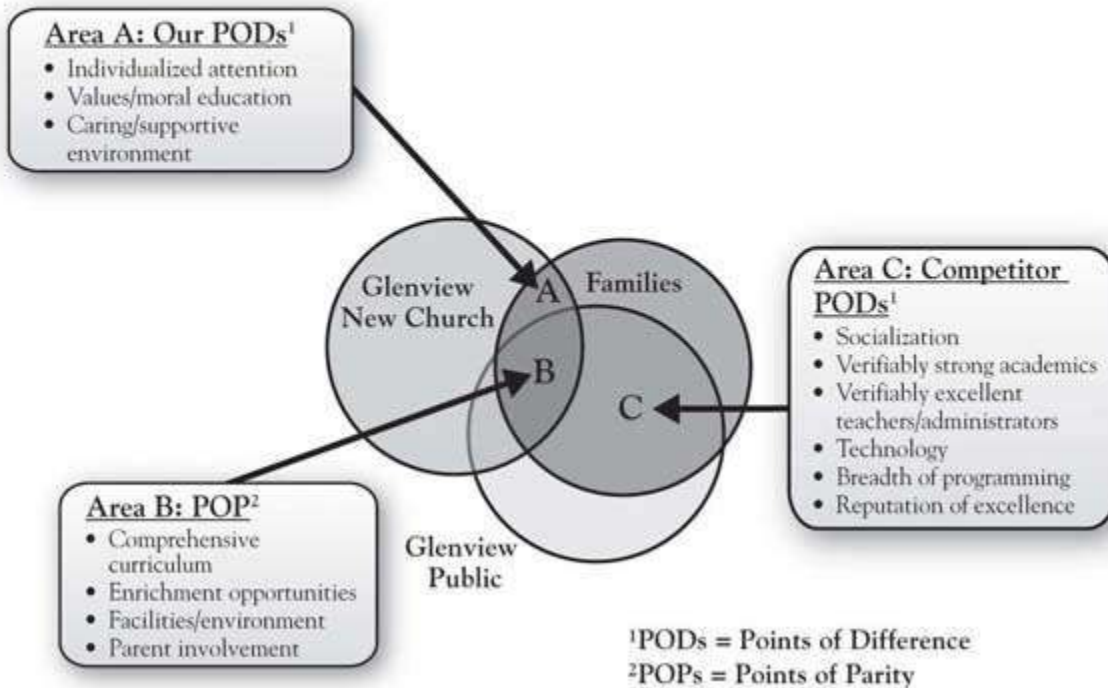 Area A: Our PODs¹
• Individualized attention
• Values/moral education
• Caring/supportive
environment
Glenview
New Church
A
Families
B
C
Area C: Competitor
PODs¹
• Socialization
• Verifiably strong academics
• Verifiably excellent
teachers/administrators
• Technology
• Breadth of programming
• Reputation of excellence
Area B: POP²
• Comprehensive
curriculum
• Enrichment opportunities
• Facilities/environment
• Parent involvement
Glenview
Public
¹PODs = Points of Difference
²POPs = Points of Parity